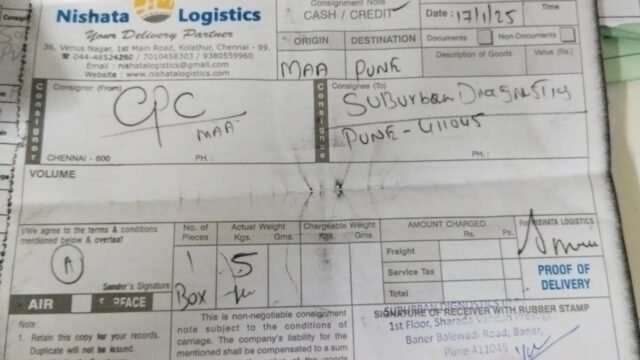 Nishata Logistics
Your Delivery Partner
36, Venus Nagar, 1st Main Road, Kolathur, Chennai - 99.
☎ 044-48524280 / 7010458303 / 9380559960
Email : nishatalogistics@gmail.com
Website : www.nishatalogistics.com
Consignment Note
CASH / CREDIT
Date : 17/1/25
Time
ORIGIN
DESTINATION
Documents
Non-Documents
Description of Goods
Value (Rs.)
MAA
PUNE
Consignor
Consignor (From)
CPC
MAA
CHENNAI - 600
PH. :
Consignee
Consignee (To)
Suburban Diagnostics
PUNE - 411045
PH. :
VOLUME
I/We agree to the terms & conditions
mentioned below & overleaf
A
Sender's Signature
AIR
SURFACE
No. of
Pieces
1
Box
Actual Weight
Kgs.
Gms.
5
Chargeable Weight
Kgs.
Gms.
AMOUNT CHARGED
Rs.
Ps.
Freight
Service Tax
Total
For NISHATA LOGISTICS
PROOF OF
DELIVERY
SIGNATURE OF RECEIVER WITH RUBBER STAMP
SUBURBAN DIAGNOSTICS
1st Floor,
Baner Balewadi Road, Baner,
Pune 411045
Note :
1. Retain this copy for your records.
Duplicate will not be issued.
This is non-negotiable consignment
note subject to the conditions of
carriage. The company's liability for the
mentioned shall be compensated to a sum